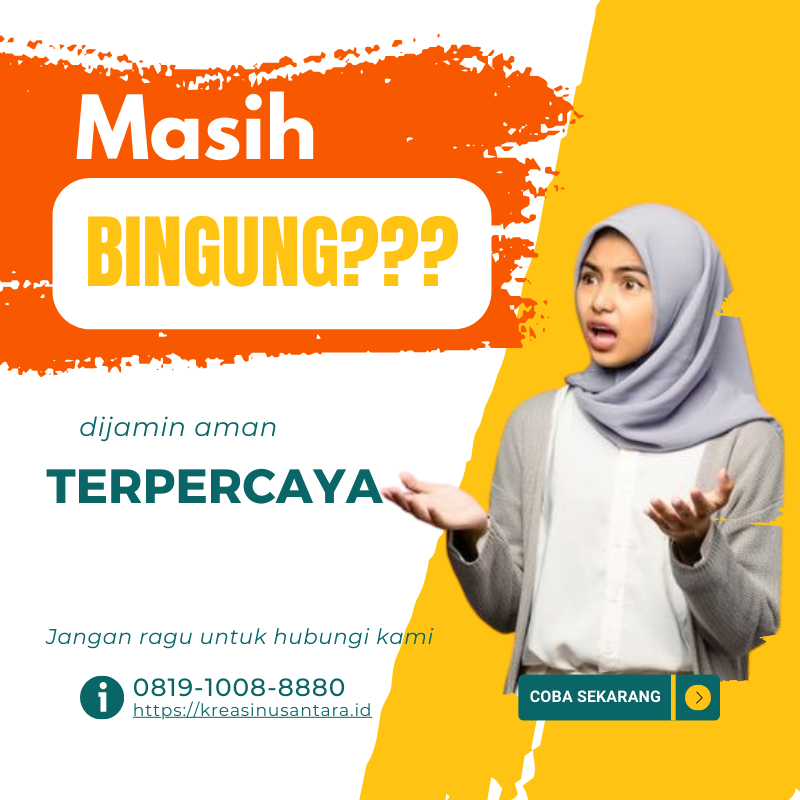 Masih
BINGUNG???
dijamin aman
TERPERCAYA
Jangan ragu untuk hubungi kami
0819-1008-8880
https://kreasinusantara.id
COBA SEKARANG